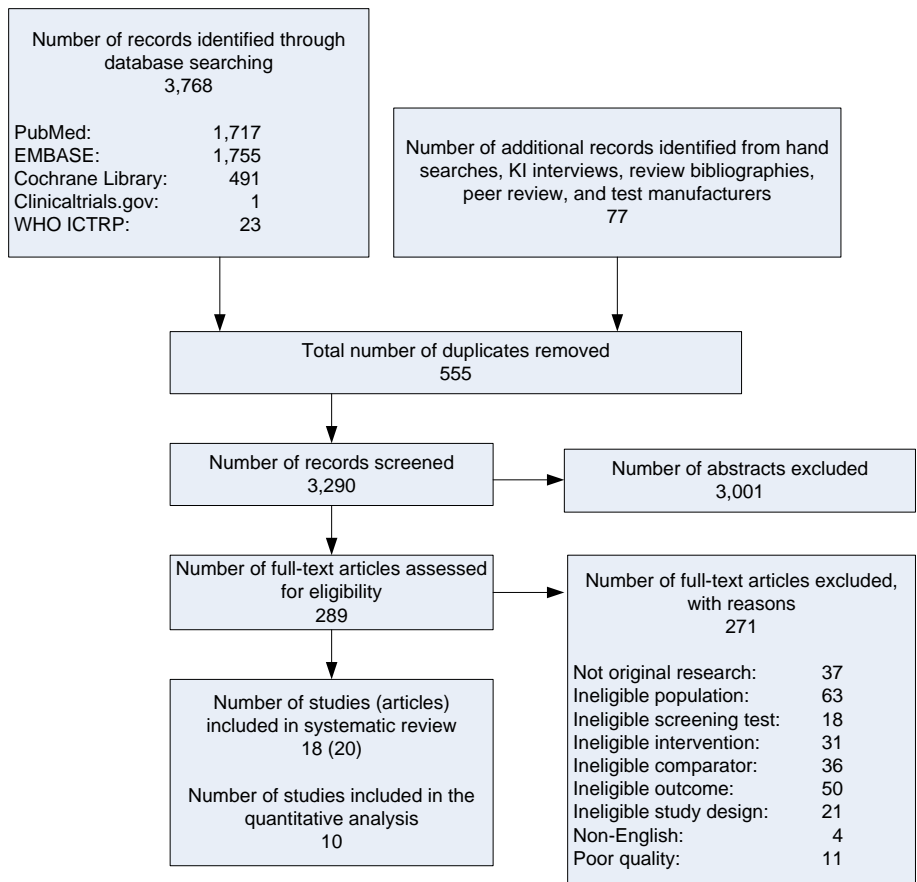 Number of records identified through
database searching
3,768
PubMed: 1,717
EMBASE: 1,755
Cochrane Library: 491
Clinicaltrials.gov: 1
WHO ICTRP: 23
Number of additional records identified from hand
searches, KI interviews, review bibliographies,
peer review, and test manufacturers
77
Total number of duplicates removed
555
Number of records screened
3,290
Number of abstracts excluded
3,001
Number of full-text articles assessed
for eligibility
289
Number of full-text articles excluded,
with reasons
271
Not original research: 37
Ineligible population: 63
Ineligible screening test: 18
Ineligible intervention: 31
Ineligible comparator: 36
Ineligible outcome: 50
Ineligible study design: 21
Non-English: 4
Poor quality: 11
Number of studies (articles)
included in systematic review
18 (20)
Number of studies included in the
quantitative analysis
10